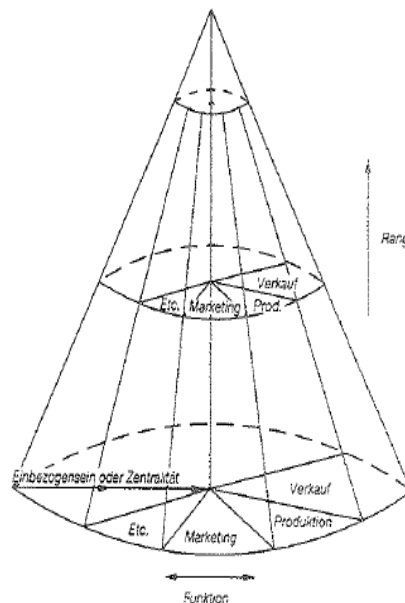 Rang
Verkauf
Etc. Marketing Prod.
Einbezogensein oder Zentralität
Verkauf
Etc. Marketing Produktion
Funktion